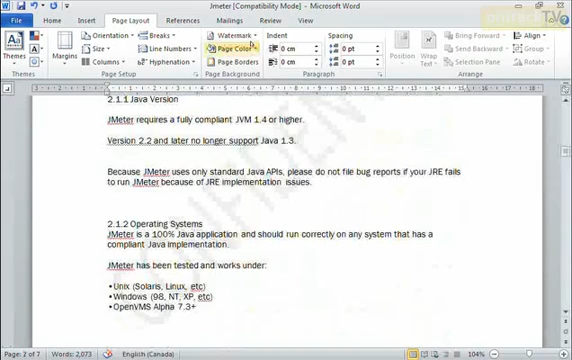 Jmeter [Compatibility Mode] - Microsoft Word
File Home Insert Page Layout References Mailings Review View
Themes
Margins
Orientation
Size
Columns
Breaks
Line Numbers
Hyphenation
Page Setup
Watermark
Page Color
Page Borders
Page Background
Indent
0 cm
0 cm
Spacing
0 pt
0 pt
Paragraph
Position
Wrap Text
Bring Forward
Send Backward
Selection Pane
Arrange
Align
CONFIDENTIAL
2.1.1 Java Version
JMeter requires a fully compliant JVM 1.4 or higher.
Version 2.2 and later no longer support Java 1.3.
Because JMeter uses only standard Java APIs, please do not file bug reports if your JRE fails
to run JMeter because of JRE implementation issues.
2.1.2 Operating Systems
JMeter is a 100% Java application and should run correctly on any system that has a
compliant Java implementation.
JMeter has been tested and works under:
•Unix (Solaris, Linux, etc)
•Windows (98, NT, XP, etc)
•OpenVMS Alpha 7.3+
Page: 2 of 7 Words: 2,073 English (Canada) 104%